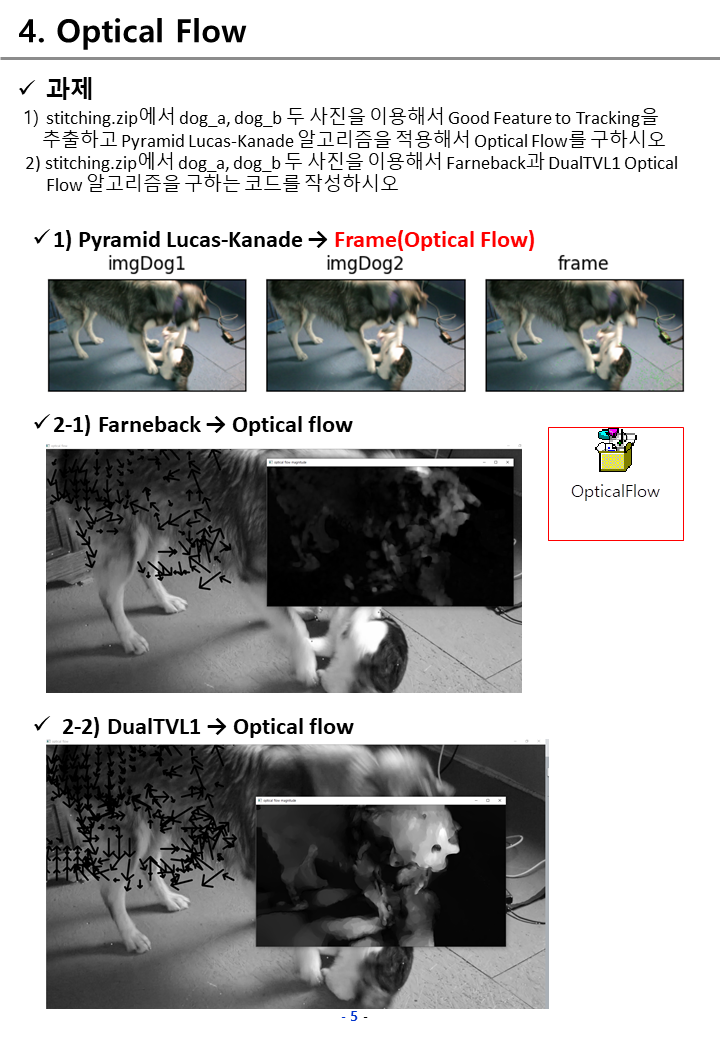 4. Optical Flow
✓ 과제
1) stitching.zip에서 dog_a, dog_b 두 사진을 이용해서 Good Feature to Tracking을
추출하고 Pyramid Lucas-Kanade 알고리즘을 적용해서 Optical Flow를 구하시오
2) stitching.zip에서 dog_a, dog_b 두 사진을 이용해서 Farneback과 DualTVL1 Optical
Flow 알고리즘을 구하는 코드를 작성하시오
✓ 1) Pyramid Lucas-Kanade → Frame(Optical Flow)
imgDog1 imgDog2 frame
✓ 2-1) Farneback → Optical flow
optical flow magnitude
OpticalFlow
✓ 2-2) DualTVL1 → Optical flow
optical flow magnitude
- 5 -